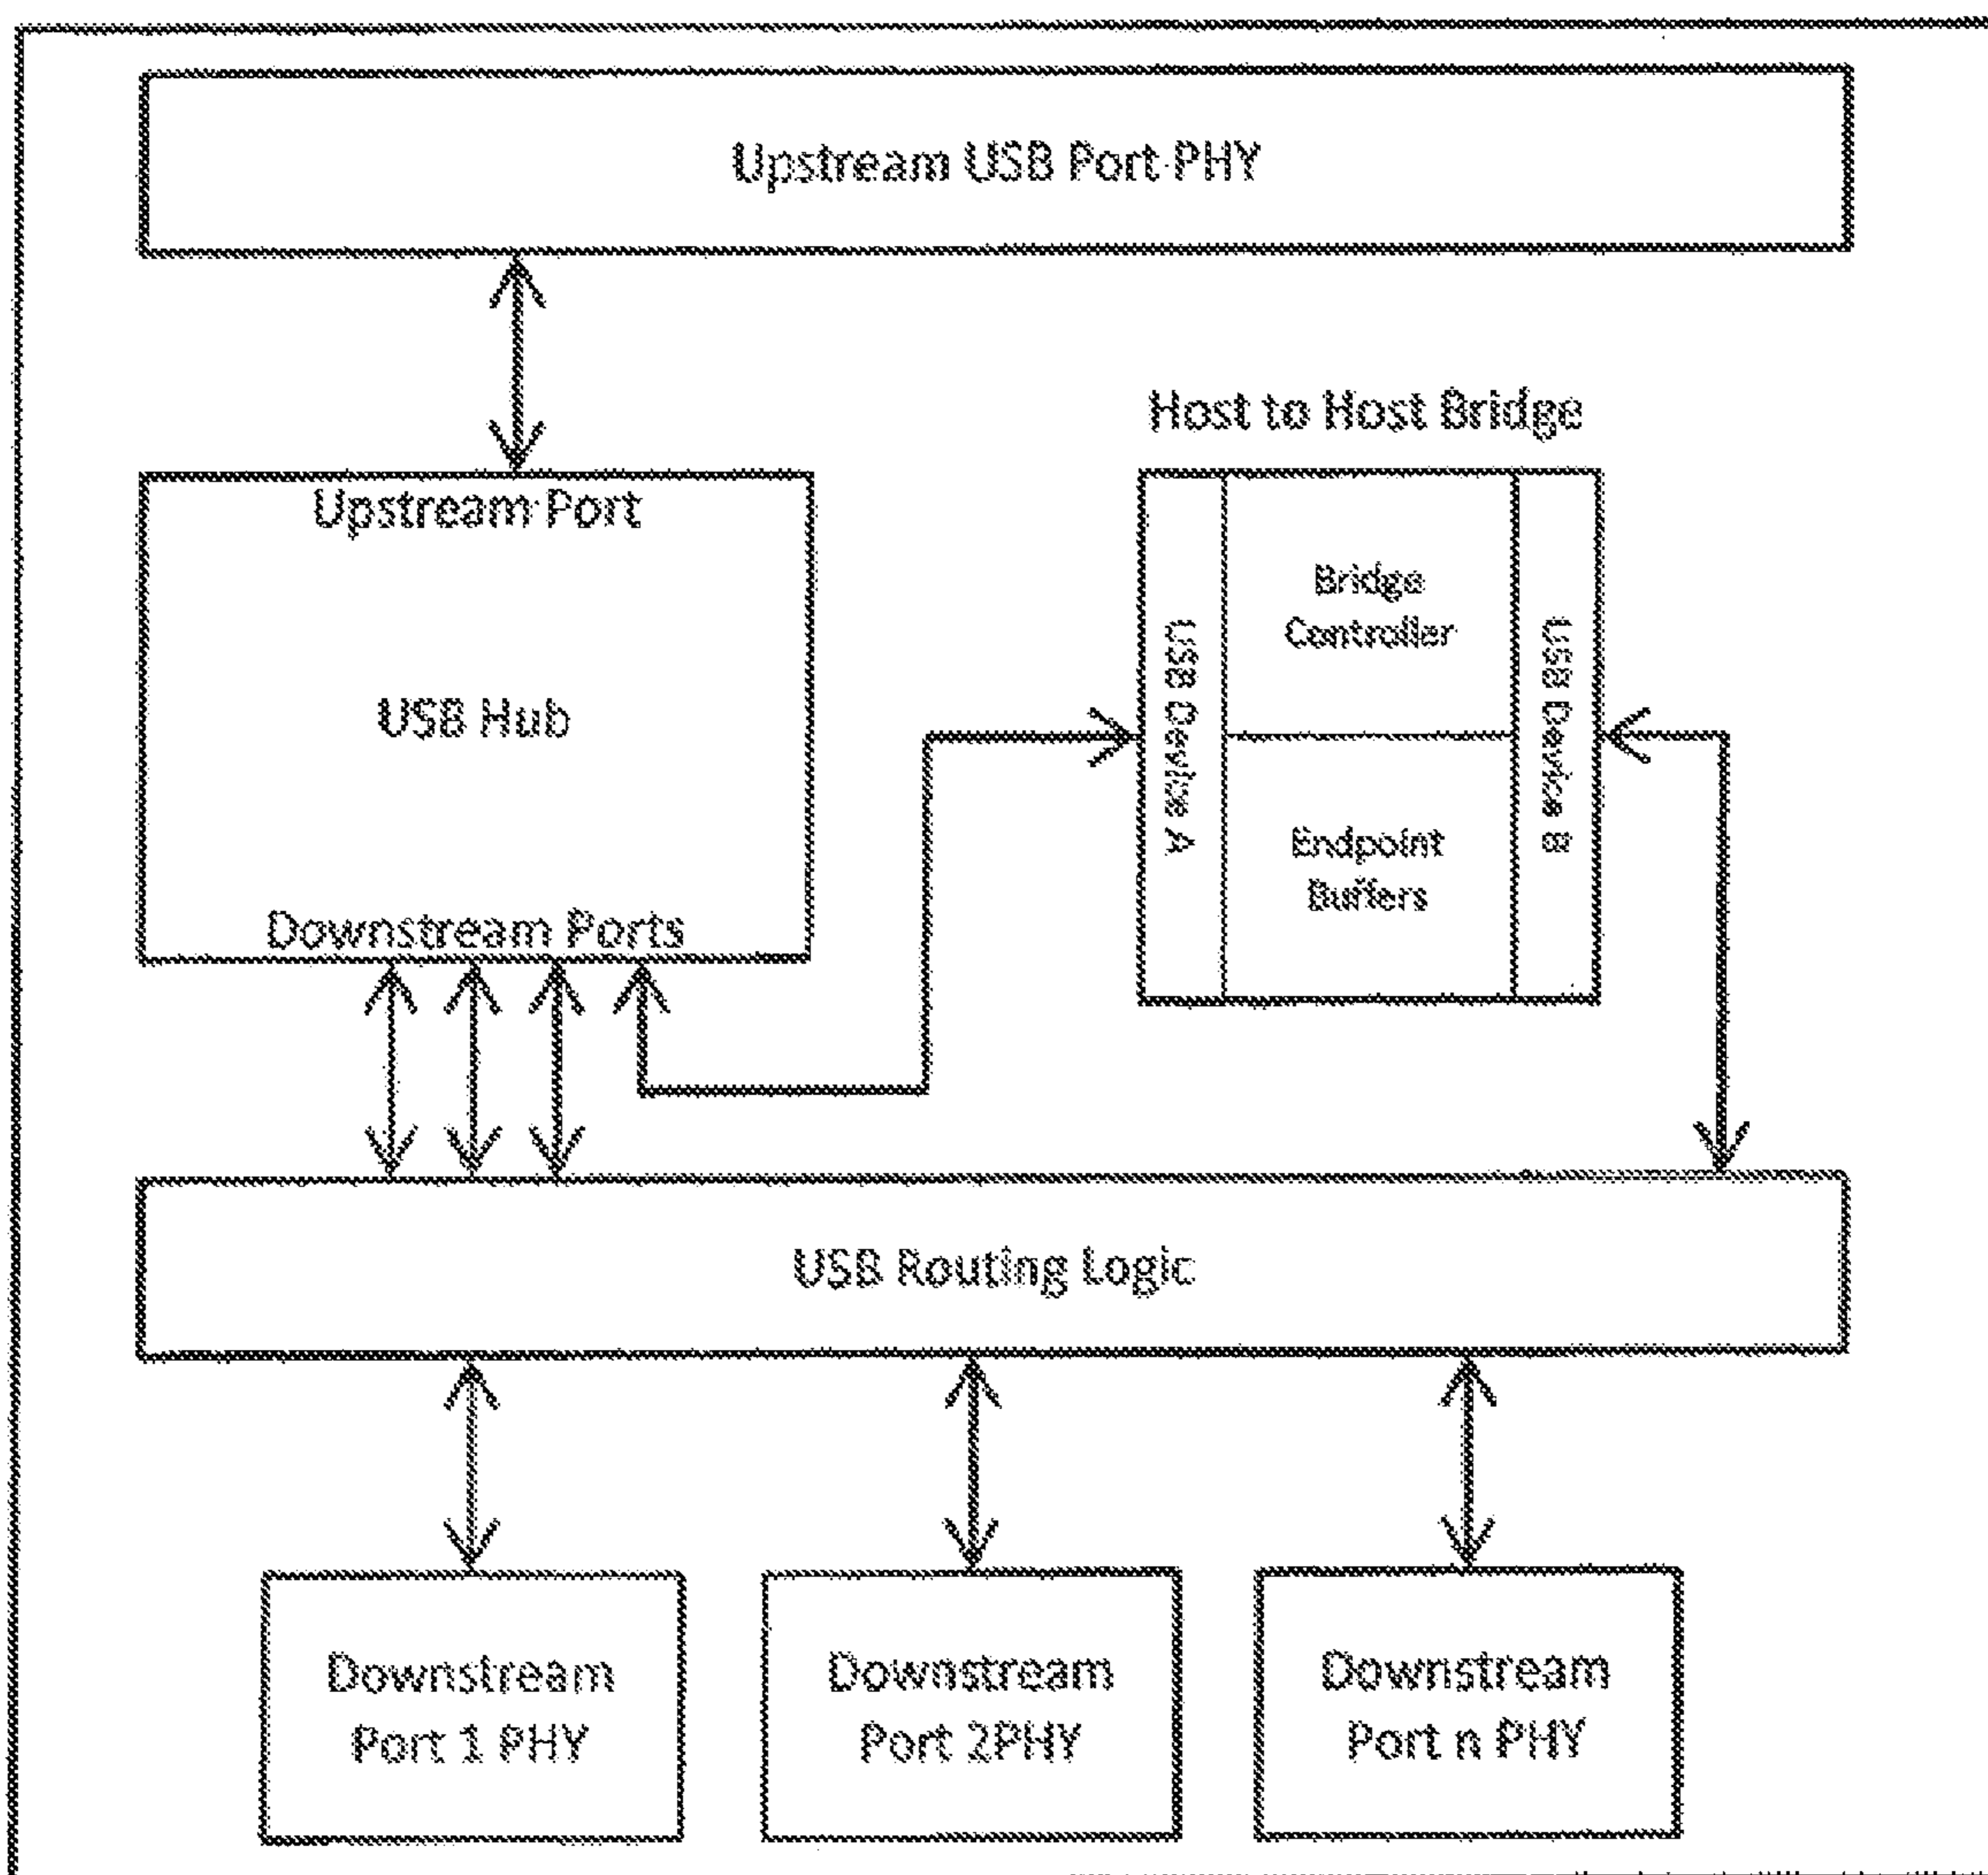 Upstream USB Port PHY
Host to Host Bridge
Upstream Port
USB Hub
Downstream Ports
USB Device A
Bridge
Controller
Endpoint
Buffers
USB Device B
USB Routing Logic
Downstream
Port 1 PHY
Downstream
Port 2PHY
Downstream
Port n PHY